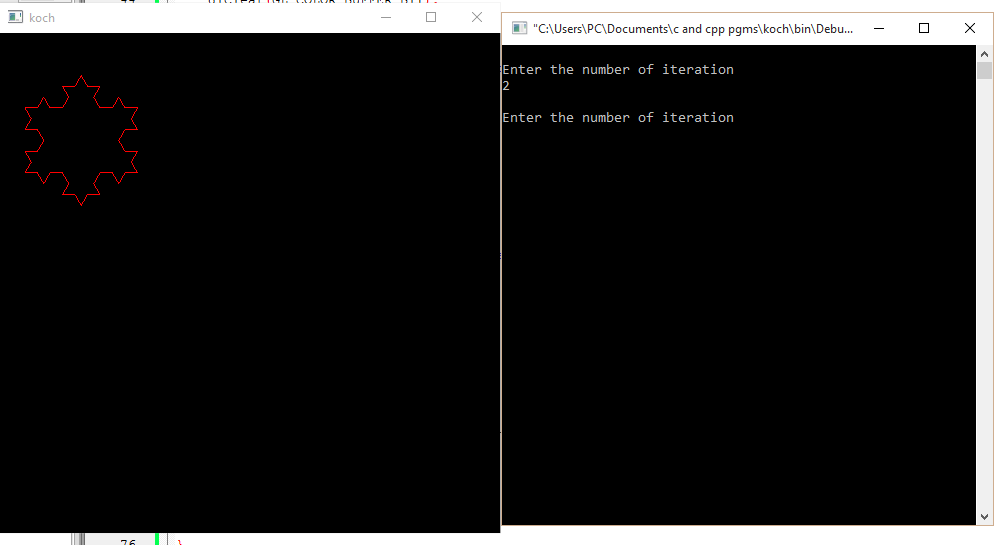 koch
"C:\Users\PC\Documents\c and cpp pgms\koch\bin\Debu...
Enter the number of iteration
2
Enter the number of iteration
76 }